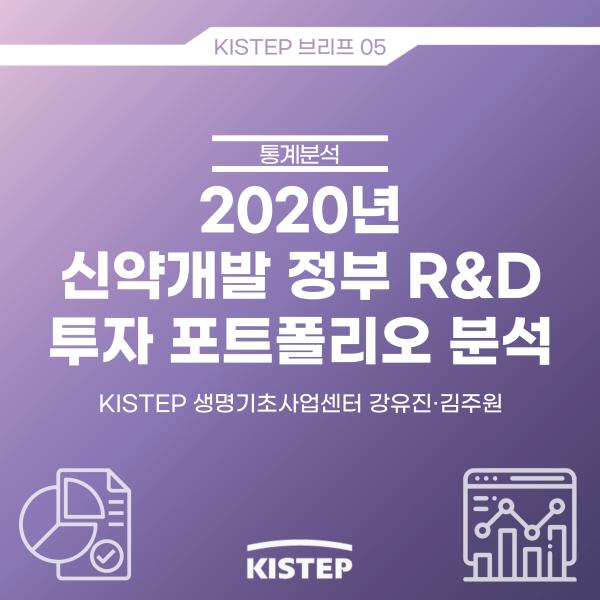 KISTEP 브리프 05
통계분석
2020년
신약개발 정부 R&D
투자 포트폴리오 분석
KISTEP 생명기초사업센터 강유진·김주원
KISTEP